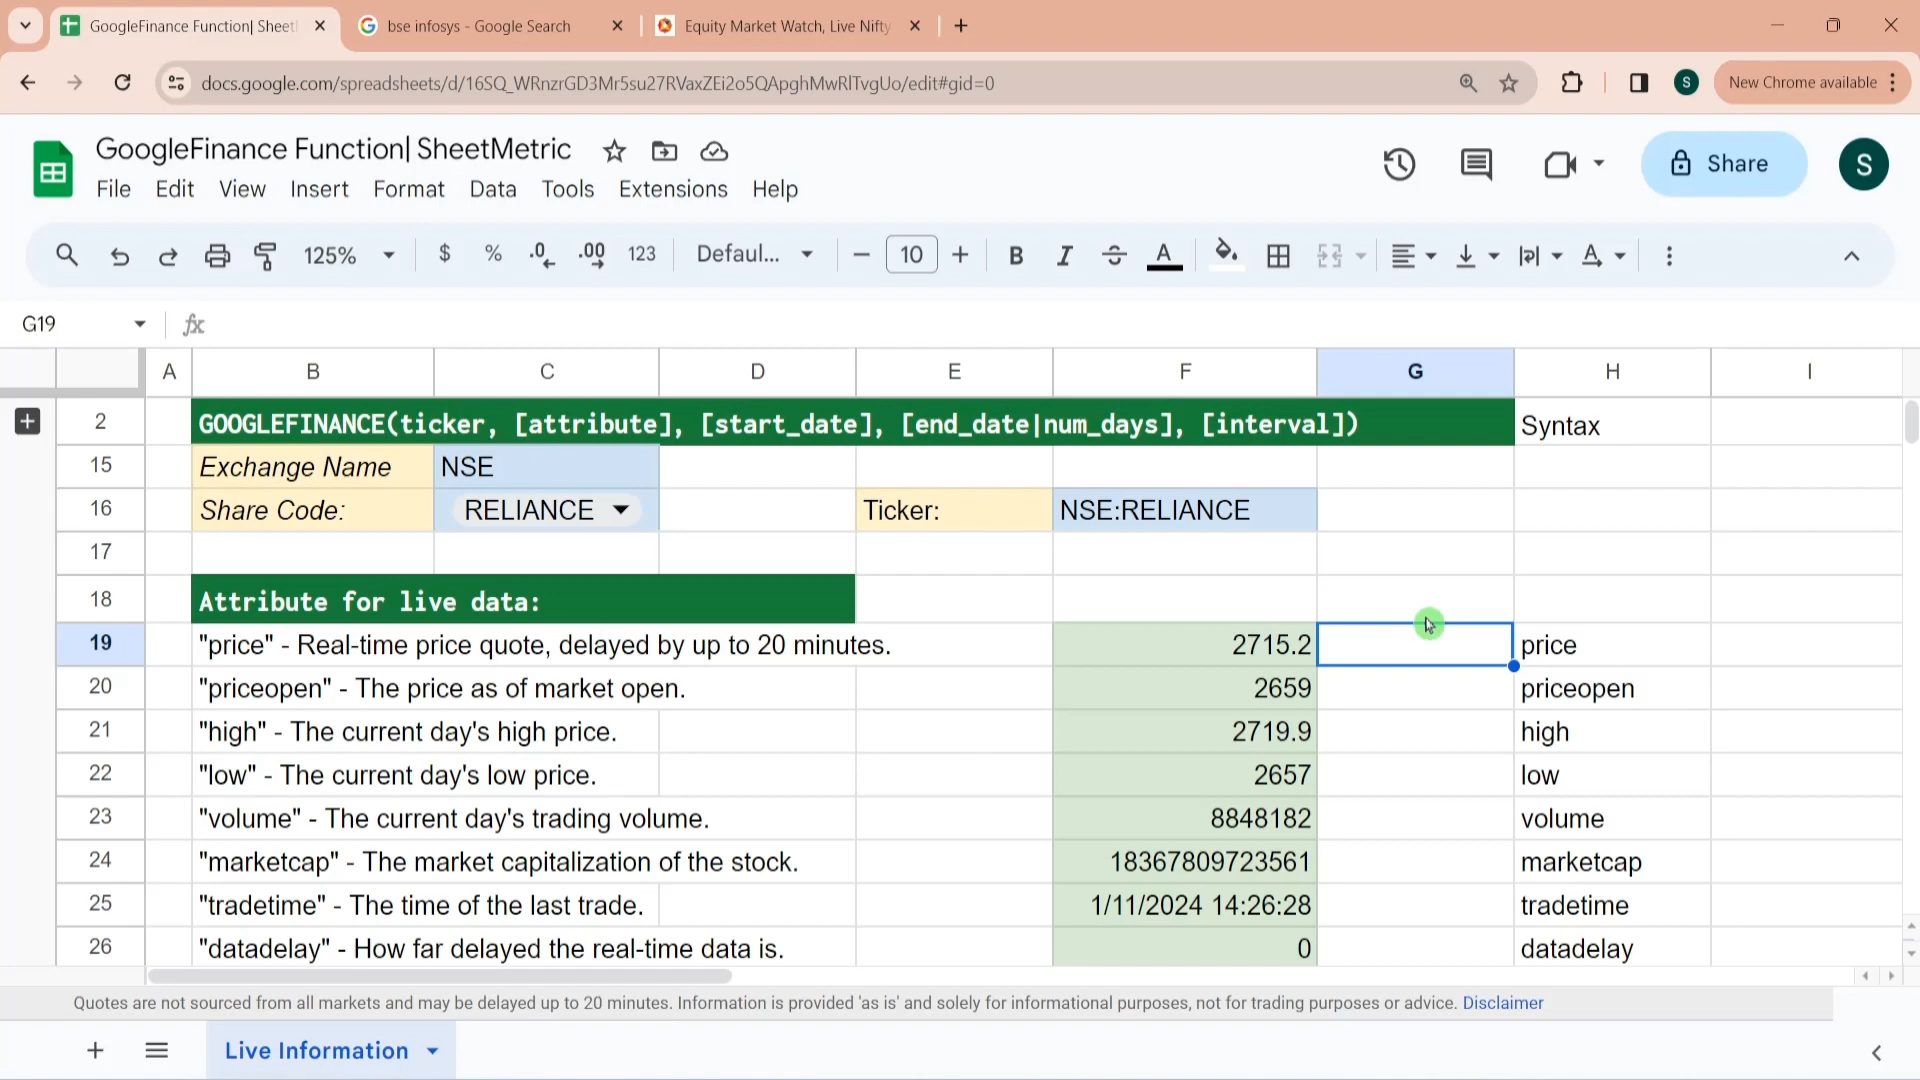 GoogleFinance Function| Sheet
bse infosys - Google Search
Equity Market Watch, Live Nifty
docs.google.com/spreadsheets/d/16SQ_WRnzrGD3Mr5su27RVaxZEi2o5QApghMwRlTvgUo/edit#gid=0
S
New Chrome available
GoogleFinance Function| SheetMetric
File Edit View Insert Format Data Tools Extensions Help
Share
S
125% $ % .0 .00 123 Defaul... 10 B I S A
G19 fx
A B C D E F G H I
2 GOOGLEFINANCE(ticker, [attribute], [start_date], [end_date|num_days], [interval]) Syntax
15 Exchange Name NSE
16 Share Code: RELIANCE Ticker: NSE:RELIANCE
17
18 Attribute for live data:
19 "price" - Real-time price quote, delayed by up to 20 minutes. 2715.2 price
20 "priceopen" - The price as of market open. 2659 priceopen
21 "high" - The current day's high price. 2719.9 high
22 "low" - The current day's low price. 2657 low
23 "volume" - The current day's trading volume. 8848182 volume
24 "marketcap" - The market capitalization of the stock. 18367809723561 marketcap
25 "tradetime" - The time of the last trade. 1/11/2024 14:26:28 tradetime
26 "datadelay" - How far delayed the real-time data is. 0 datadelay
Quotes are not sourced from all markets and may be delayed up to 20 minutes. Information is provided 'as is' and solely for informational purposes, not for trading purposes or advice. Disclaimer
Live Information